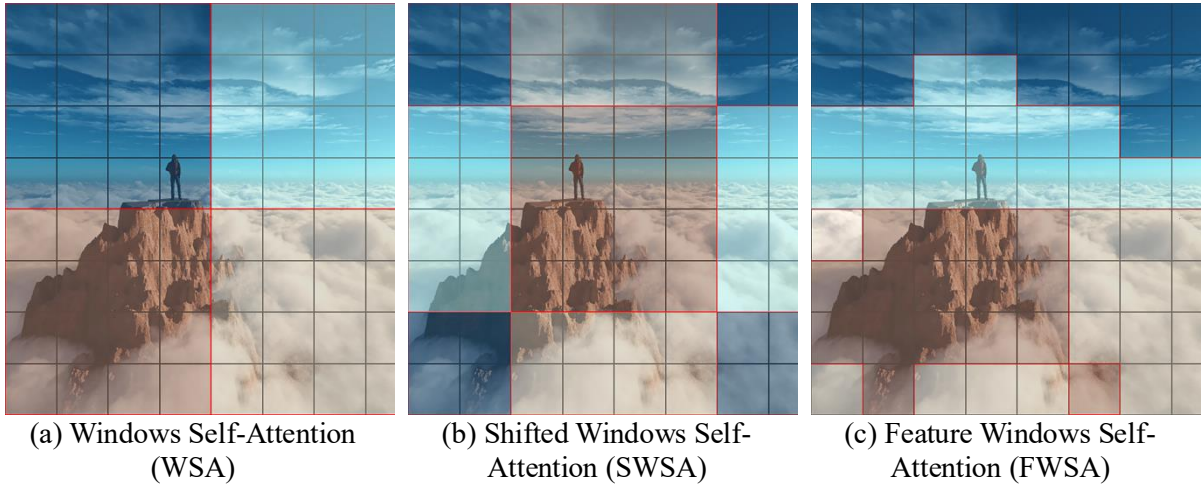 (a) Windows Self-Attention
(WSA)
(b) Shifted Windows Self-
Attention (SWSA)
(c) Feature Windows Self-
Attention (FWSA)